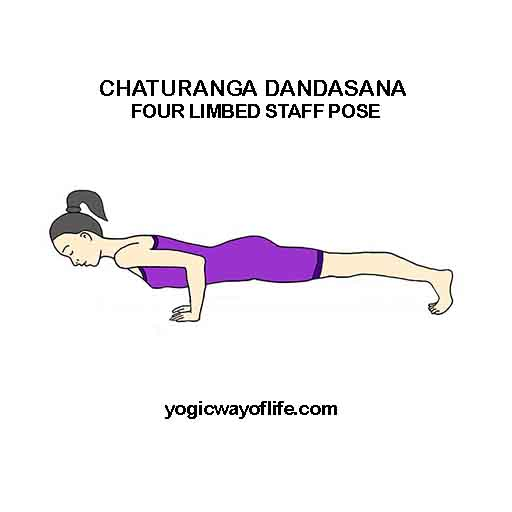 CHATURANGA DANDASANA
FOUR LIMBED STAFF POSE
yogicwayoflife.com